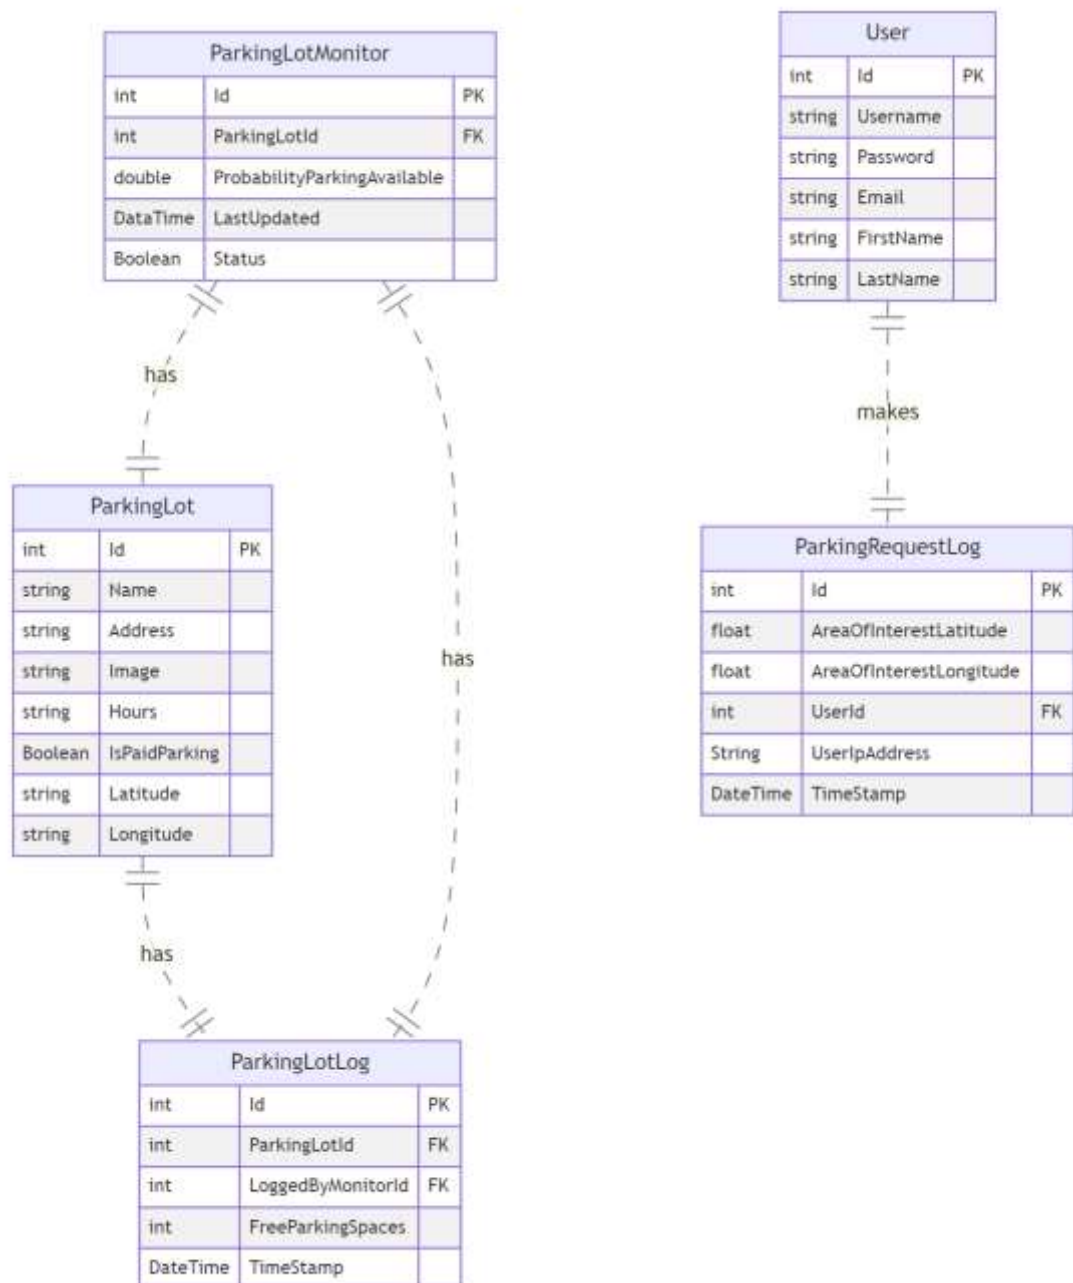 ParkingLotMonitor
int Id PK
int ParkingLotId FK
double ProbabilityParkingAvailable
DataTime LastUpdated
Boolean Status
User
int Id PK
string Username
string Password
string Email
string FirstName
string LastName
has
makes
ParkingLot
int Id PK
string Name
string Address
string Image
string Hours
Boolean IsPaidParking
string Latitude
string Longitude
has
ParkingRequestLog
int Id PK
float AreaOfInterestLatitude
float AreaOfInterestLongitude
int UserId FK
String UserIpAddress
DateTime TimeStamp
has
ParkingLotLog
int Id PK
int ParkingLotId FK
int LoggedByMonitorId FK
int FreeParkingSpaces
DateTime TimeStamp